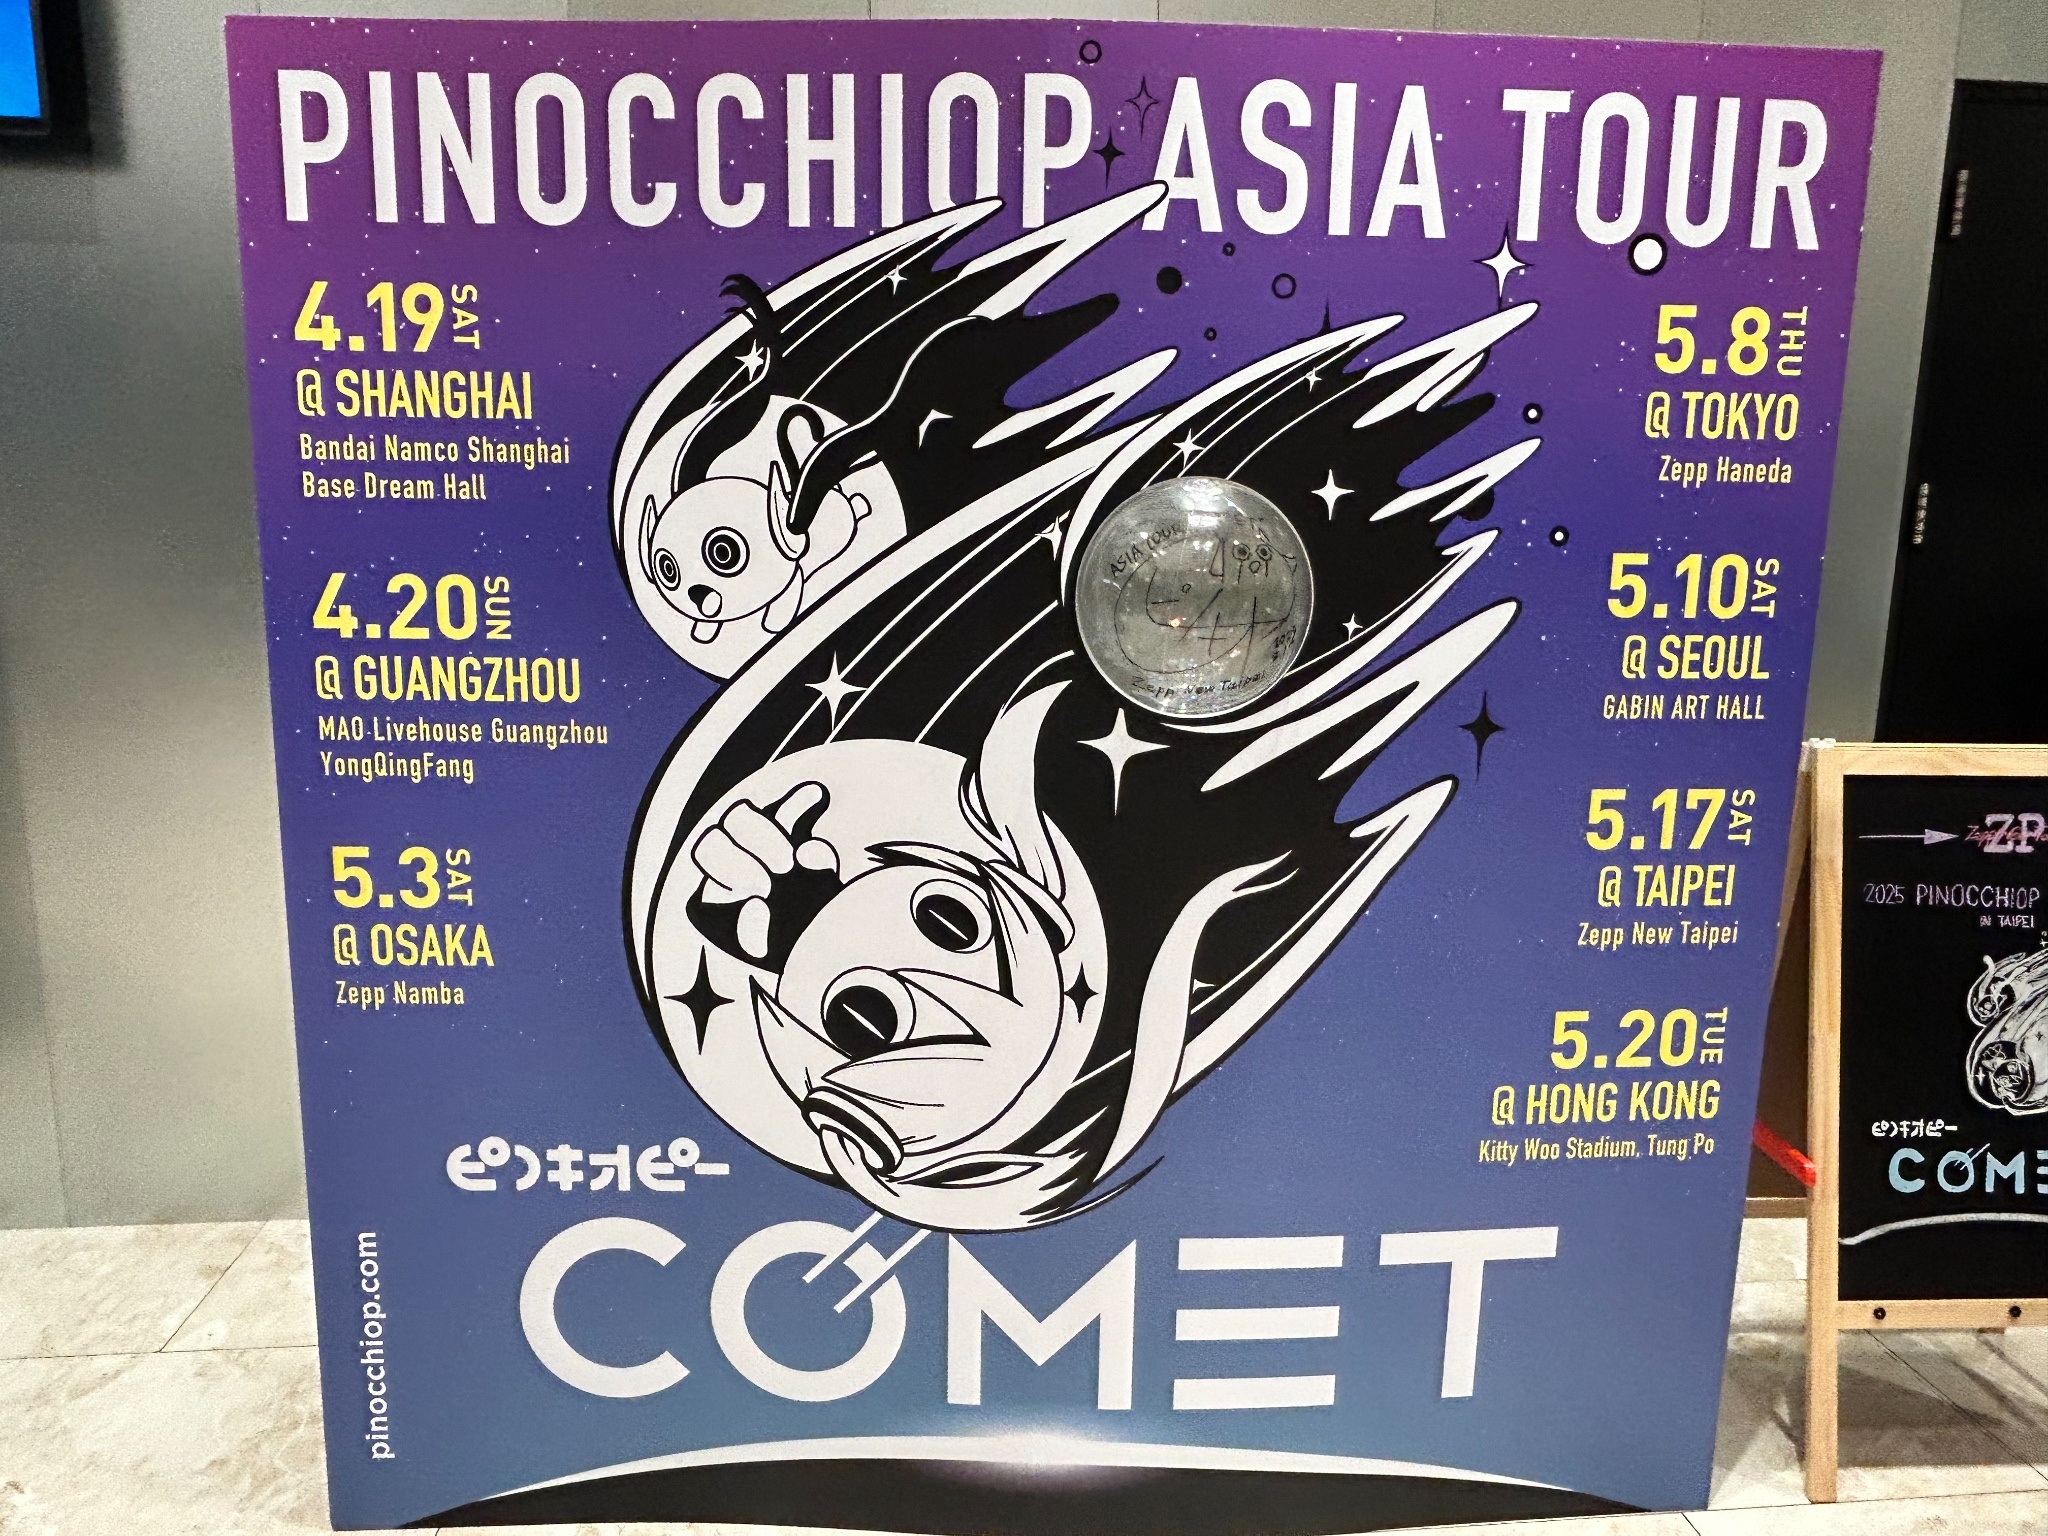 PINOCCHIOP ASIA TOUR
4.19 SAT
@ SHANGHAI
Bandai Namco Shanghai
Base Dream Hall
4.20 SUN
@ GUANGZHOU
MAO Livehouse Guangzhou
YongQingFang
5.3 SAT
@ OSAKA
Zepp Namba
5.8 THU
@ TOKYO
Zepp Haneda
5.10 SAT
@ SEOUL
GABIN ART HALL
5.17 SAT
@ TAIPEI
Zepp New Taipei
5.20 TUE
@ HONG KONG
Kitty Woo Stadium, Tung Po
ASIA TOUR
Zepp New Taipei
ピノキオピー
COMET
pinocchiop.com
2025 PINOCCHIOP
IN TAIPEI
ピノキオピー
COME